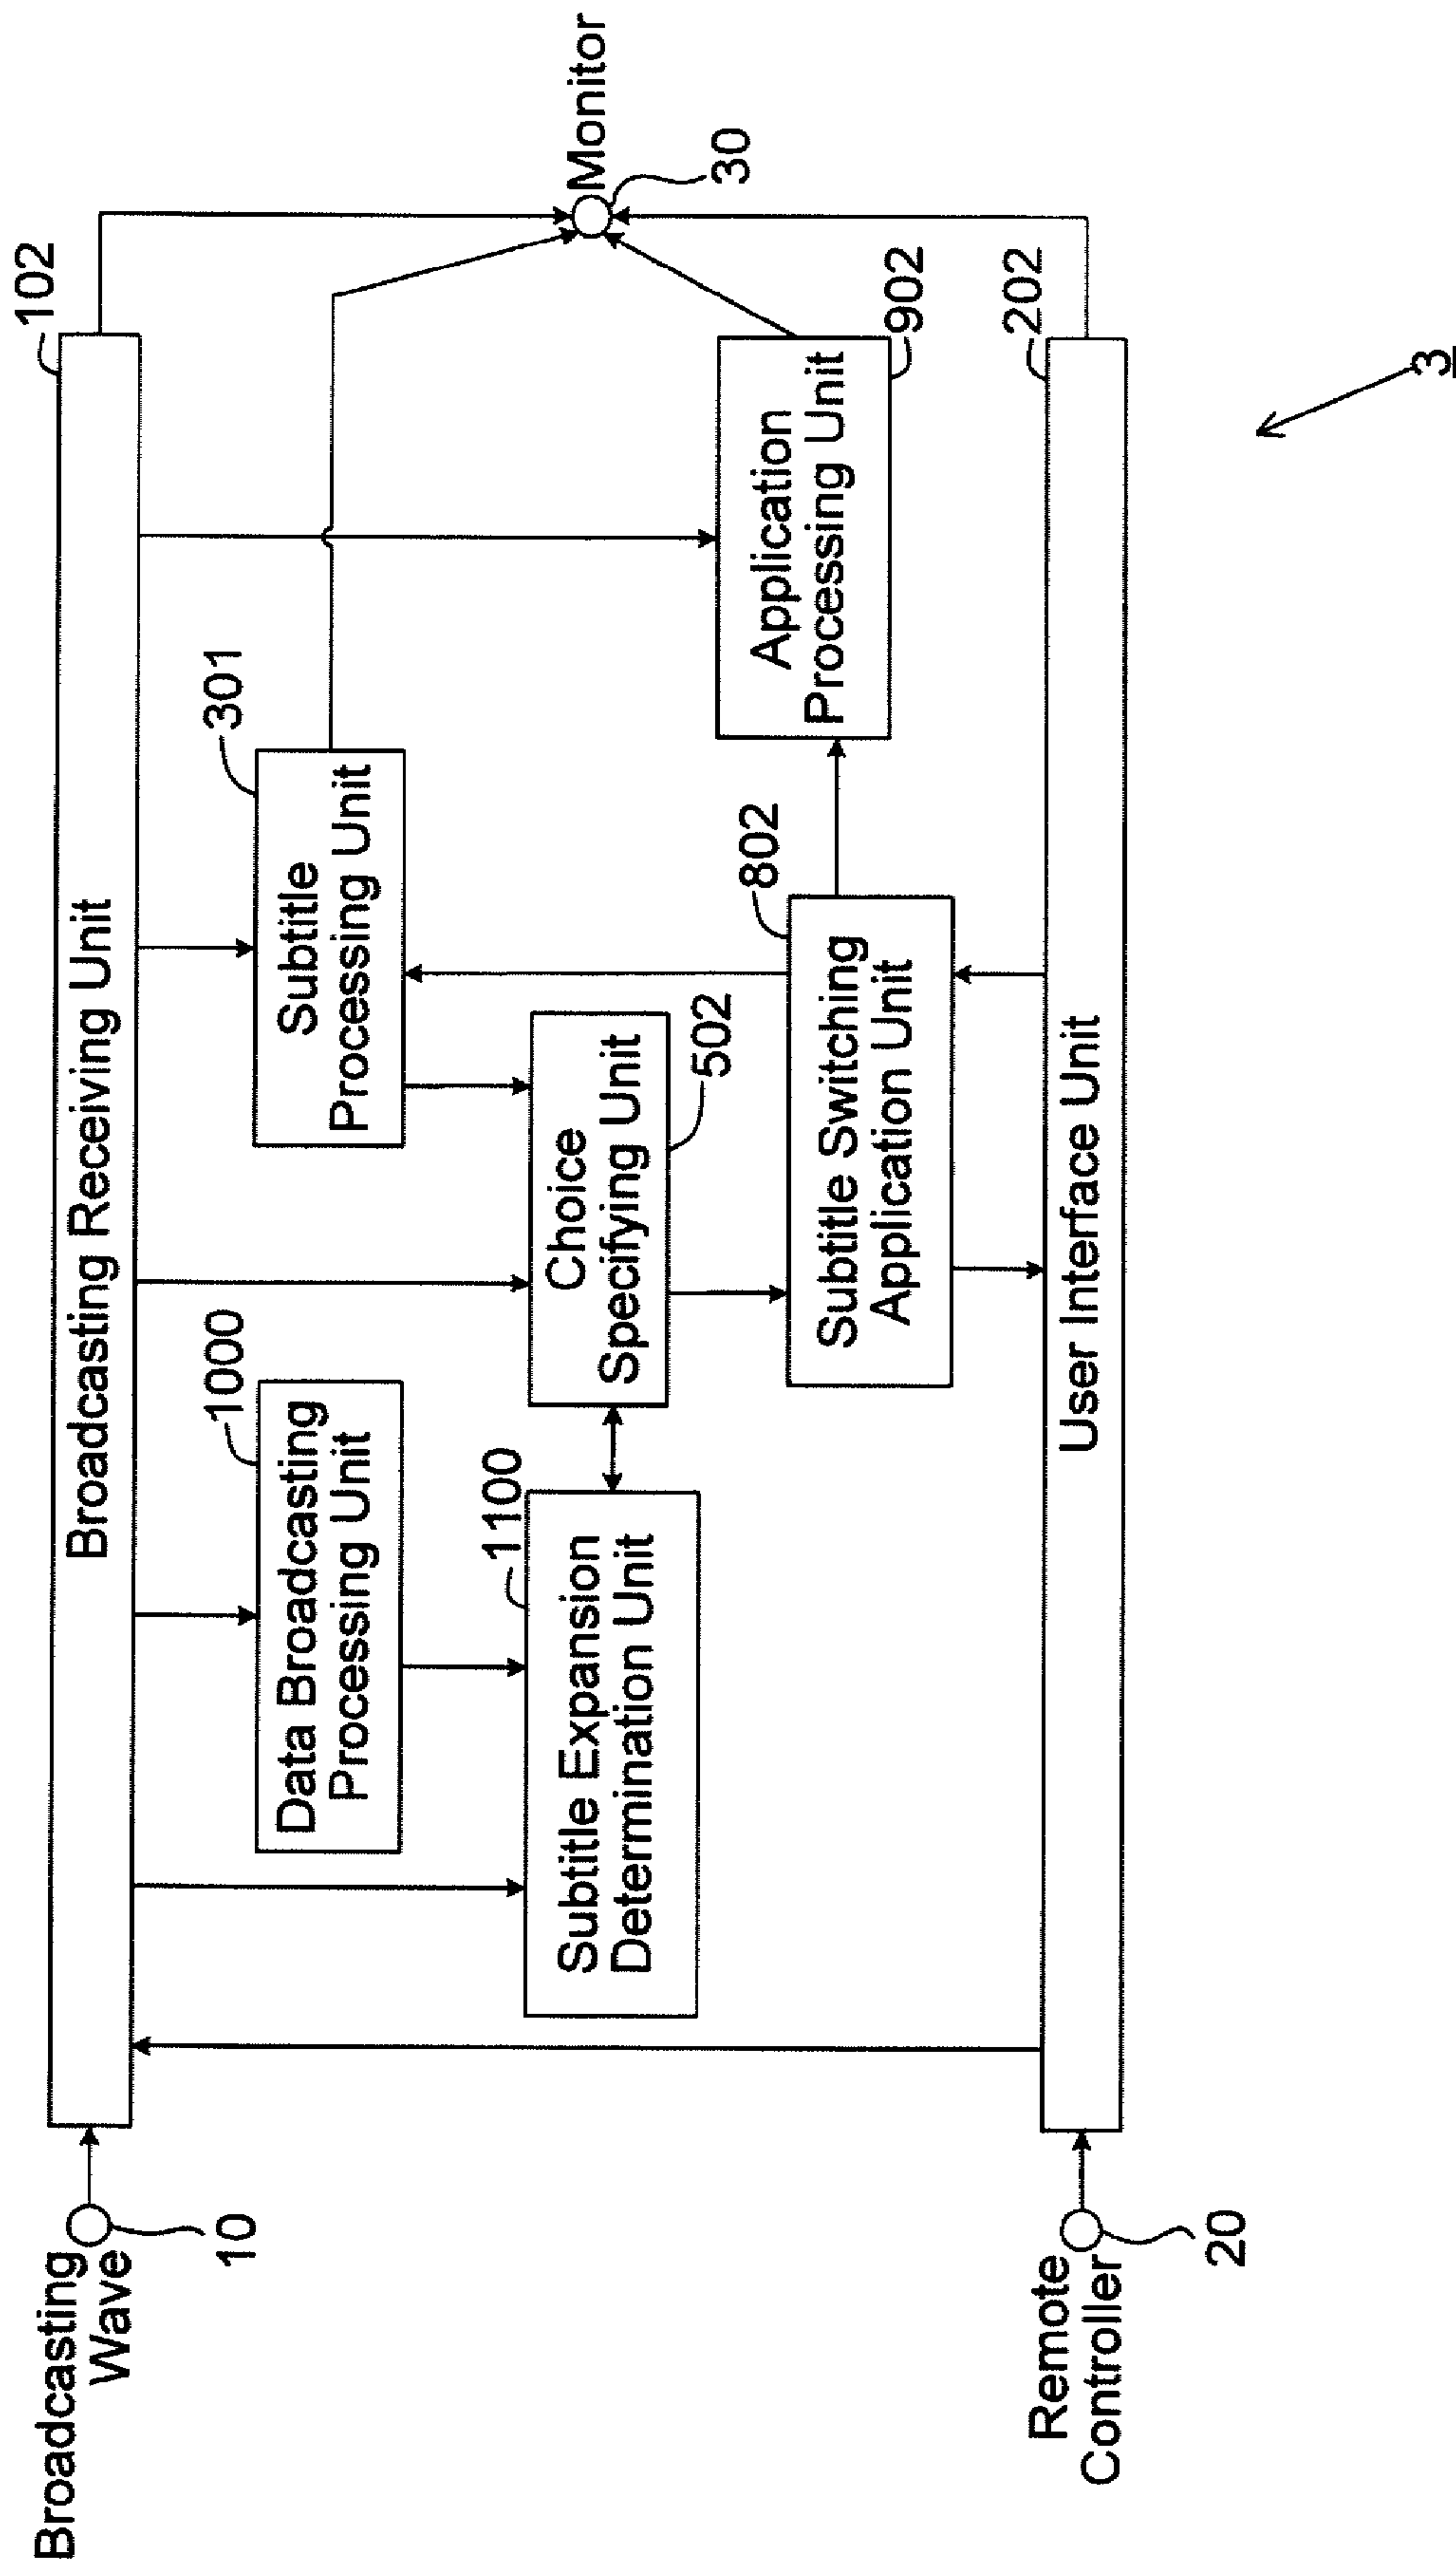 Broadcasting
Wave
10
Broadcasting Receiving Unit
102
Data Broadcasting
Processing Unit
1000
Subtitle
Processing Unit
301
Subtitle Expansion
Determination Unit
1100
Choice
Specifying Unit
502
Subtitle Switching
Application Unit
802
Application
Processing Unit
902
Monitor
30
Remote
Controller
20
User Interface Unit
202
3